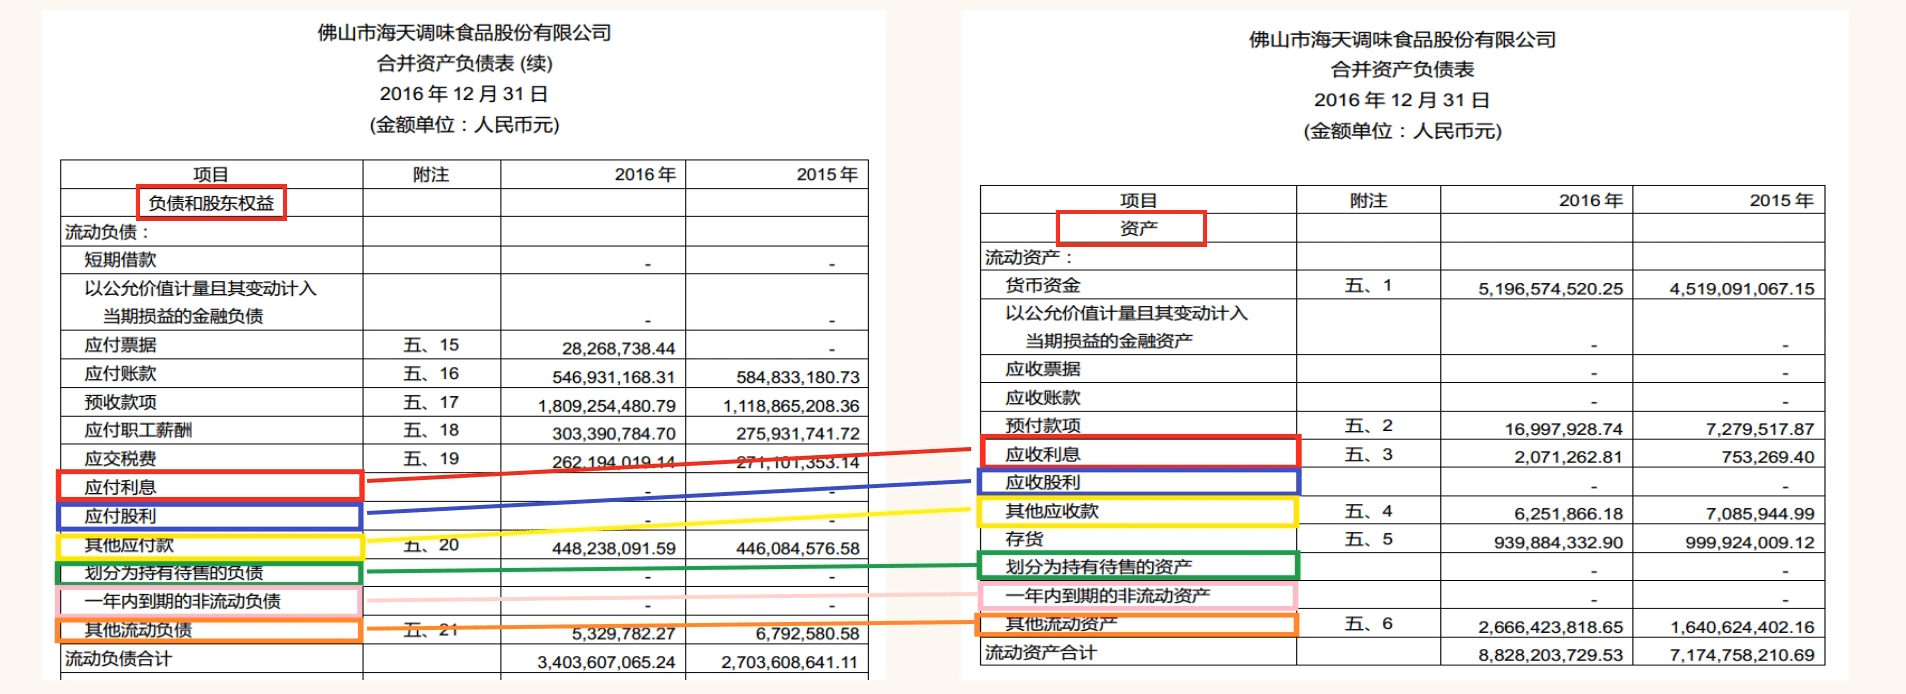 佛山市海天调味食品股份有限公司
合并资产负债表 (续)
2016 年 12 月 31 日
(金额单位：人民币元)
项目 附注 2016 年 2015 年
负债和股东权益
流动负债：
短期借款 - -
以公允价值计量且其变动计入
当期损益的金融负债 - -
应付票据 五、15 28,268,738.44 -
应付账款 五、16 546,931,168.31 584,833,180.73
预收款项 五、17 1,809,254,480.79 1,118,865,208.36
应付职工薪酬 五、18 303,390,784.70 275,931,741.72
应交税费 五、19 262,194,019.14 271,101,353.14
应付利息 - -
应付股利 - -
其他应付款 五、20 448,238,091.59 446,084,576.58
划分为持有待售的负债 - -
一年内到期的非流动负债 - -
其他流动负债 五、21 5,329,782.27 6,792,580.58
流动负债合计 3,403,607,065.24 2,703,608,641.11
佛山市海天调味食品股份有限公司
合并资产负债表
2016 年 12 月 31 日
(金额单位：人民币元)
项目 附注 2016 年 2015 年
资产
流动资产：
货币资金 五、1 5,196,574,520.25 4,519,091,067.15
以公允价值计量且其变动计入
当期损益的金融资产 - -
应收票据 - -
应收账款 - -
预付款项 五、2 16,997,928.74 7,279,517.87
应收利息 五、3 2,071,262.81 753,269.40
应收股利 - -
其他应收款 五、4 6,251,866.18 7,085,944.99
存货 五、5 939,884,332.90 999,924,009.12
划分为持有待售的资产 - -
一年内到期的非流动资产 - -
其他流动资产 五、6 2,666,423,818.65 1,640,624,402.16
流动资产合计 8,828,203,729.53 7,174,758,210.69